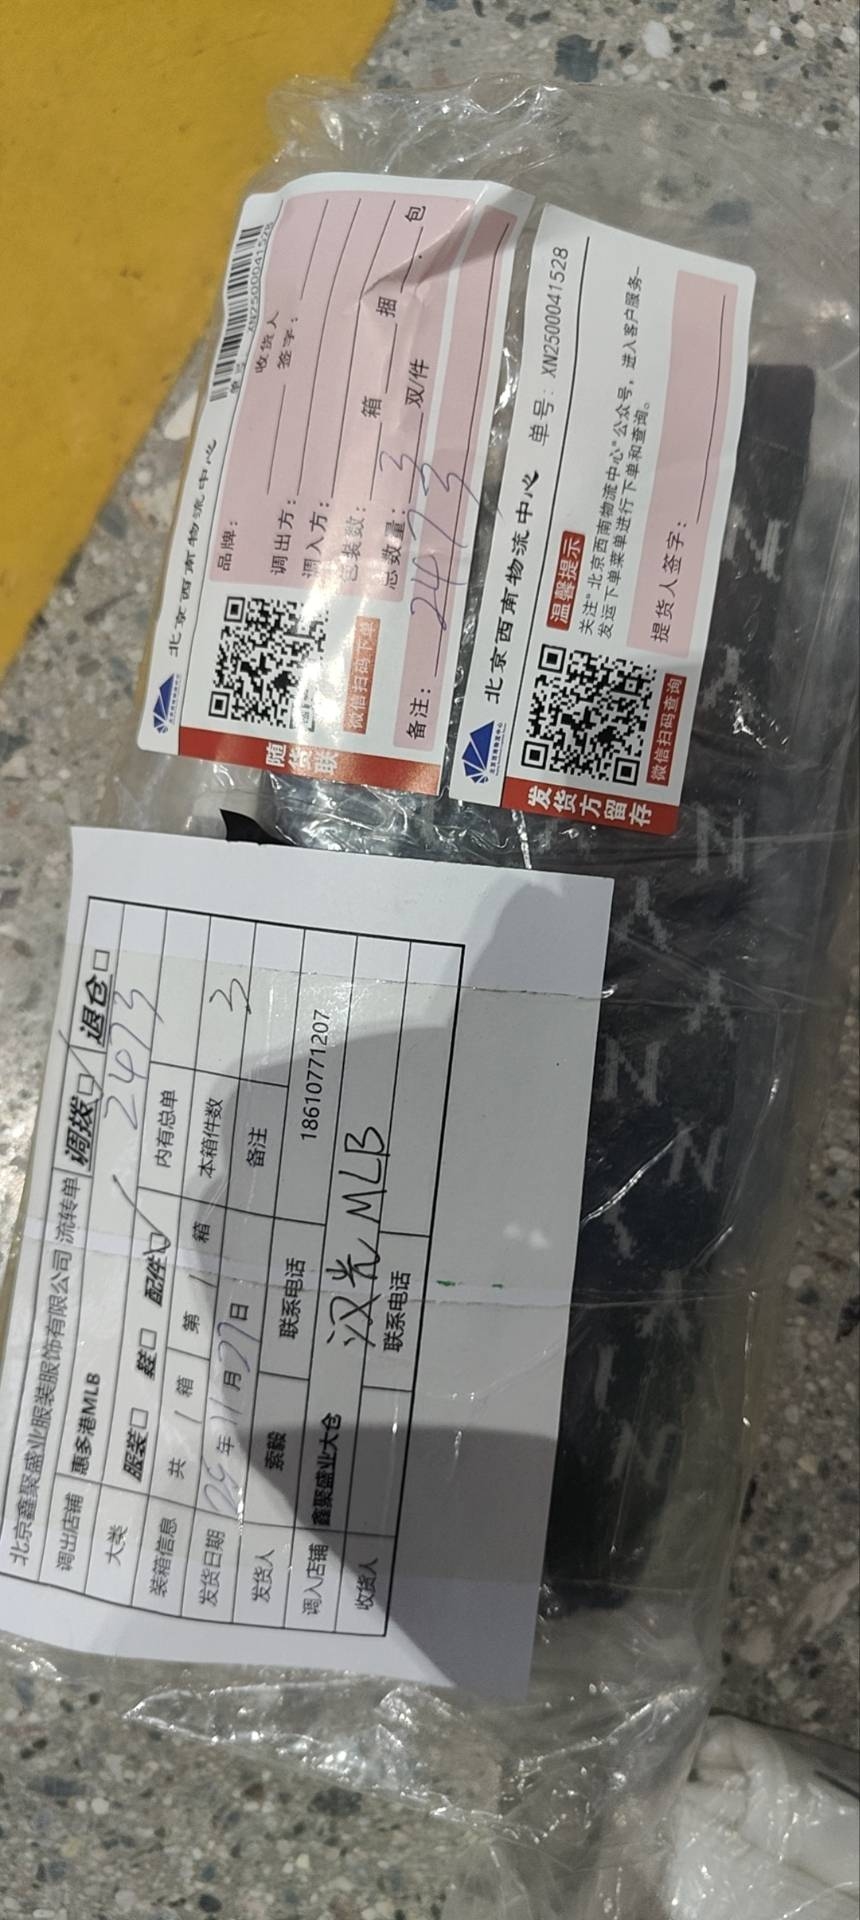 北京西南物流中心
单号: XN2500041528
品牌:
收货人
签字:
调出方:
调入方:
包装数: 箱 捆 包
总数量: 3 双/件
备注: 2473
微信扫码下单
随货联
北京西南物流中心 单号: XN2500041528
温馨提示
关注"北京西南物流中心"公众号,进入客户服务-
发运下单菜单进行下单和查询。
提货人签字:
微信扫码查询
发货方留存
北京鑫聚盛业服装服饰有限公司 流转单 调拨□✓ 退仓□
调出店铺 惠多港MLB 2473
大类 服装□ 鞋□ 配件□✓ 内有总单
装箱信息 共 1 箱 第 1 箱 本箱件数 3
发货日期 25年11月27日 备注
发货人 索毅 联系电话 18610771207
调入店铺 鑫聚盛业大仓 汉光MLB
收货人 联系电话